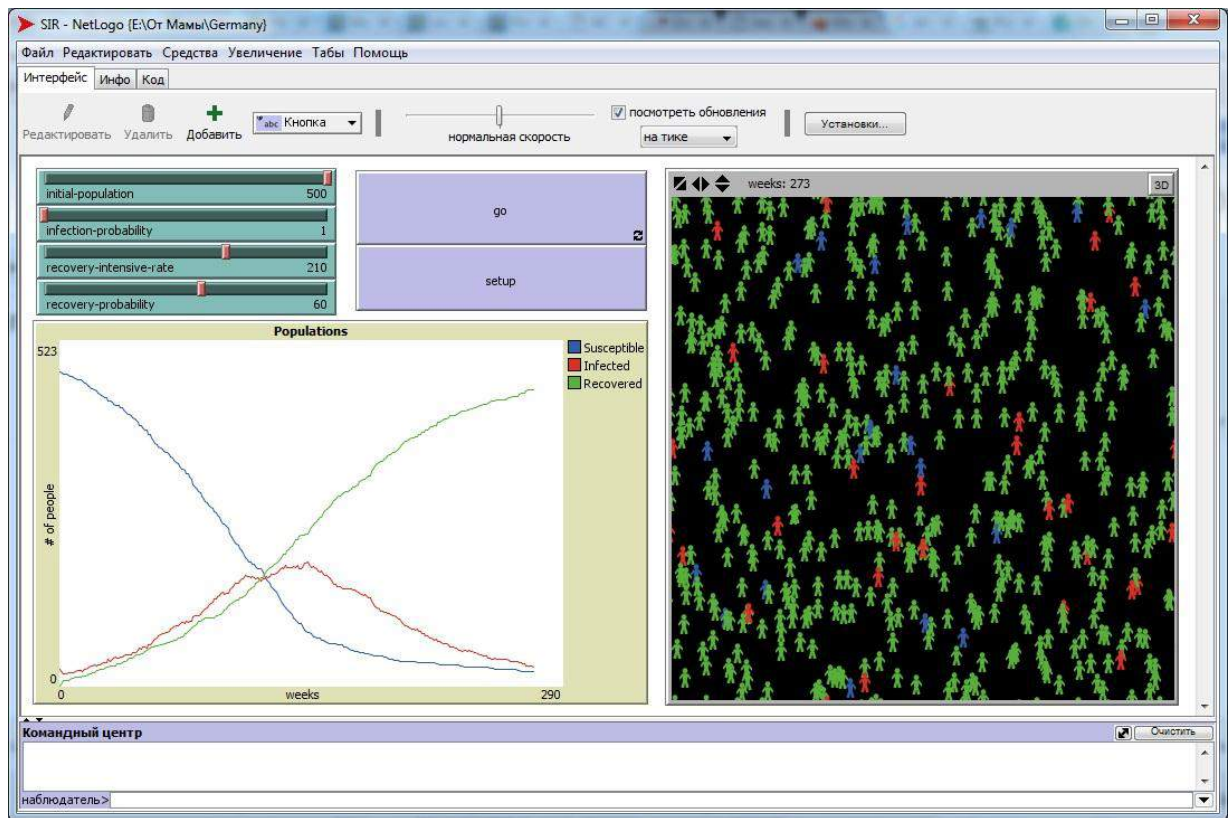 SIR - NetLogo {E:\От Мамы\Germany}
Файл Редактировать Средства Увеличение Табы Помощь
Интерфейс Инфо Код
Редактировать Удалить Добавить
abc Кнопка
нормальная скорость
посмотреть обновления
на тике
Установки...
initial-population 500
infection-probability 1
recovery-intensive-rate 210
recovery-probability 60
go
setup
weeks: 273
3D
Populations
523
# of people
0
0
weeks
290
Susceptible
Infected
Recovered
Командный центр
Очистить
наблюдатель>